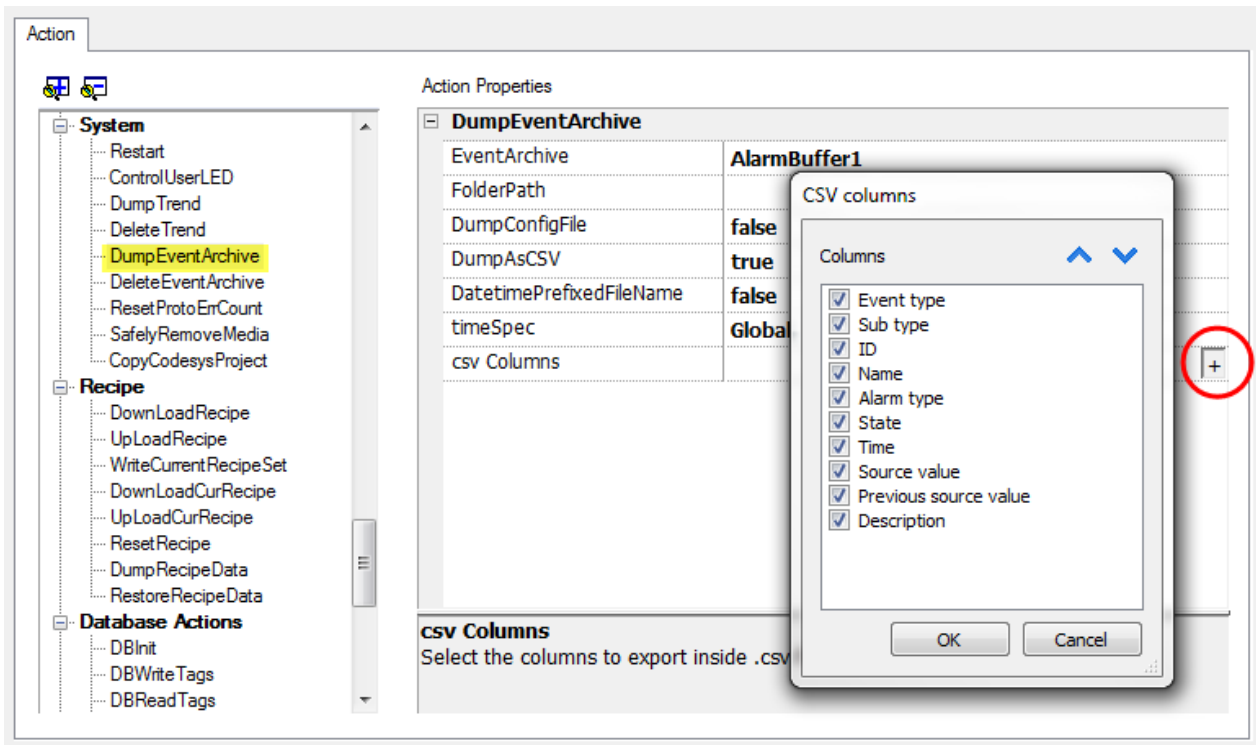 Action
Action Properties
System
Restart
ControlUserLED
DumpTrend
DeleteTrend
DumpEventArchive
DeleteEventArchive
ResetProtoErrCount
SafelyRemoveMedia
CopyCodesysProject
Recipe
DownLoadRecipe
UpLoadRecipe
WriteCurrentRecipeSet
DownLoadCurRecipe
UpLoadCurRecipe
ResetRecipe
DumpRecipeData
RestoreRecipeData
Database Actions
DBInit
DBWriteTags
DBReadTags
DumpEventArchive
EventArchive AlarmBuffer1
FolderPath
DumpConfigFile false
DumpAsCSV true
DatetimePrefixedFileName false
timeSpec Global
csv Columns +
csv Columns
Select the columns to export inside .csv
CSV columns
Columns
Event type
Sub type
ID
Name
Alarm type
State
Time
Source value
Previous source value
Description
OK Cancel